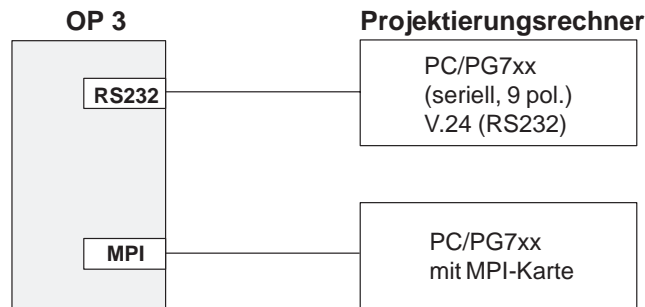 OP 3
Projektierungsrechner
RS232
PC/PG7xx
(seriell, 9 pol.)
V.24 (RS232)
MPI
PC/PG7xx
mit MPI-Karte